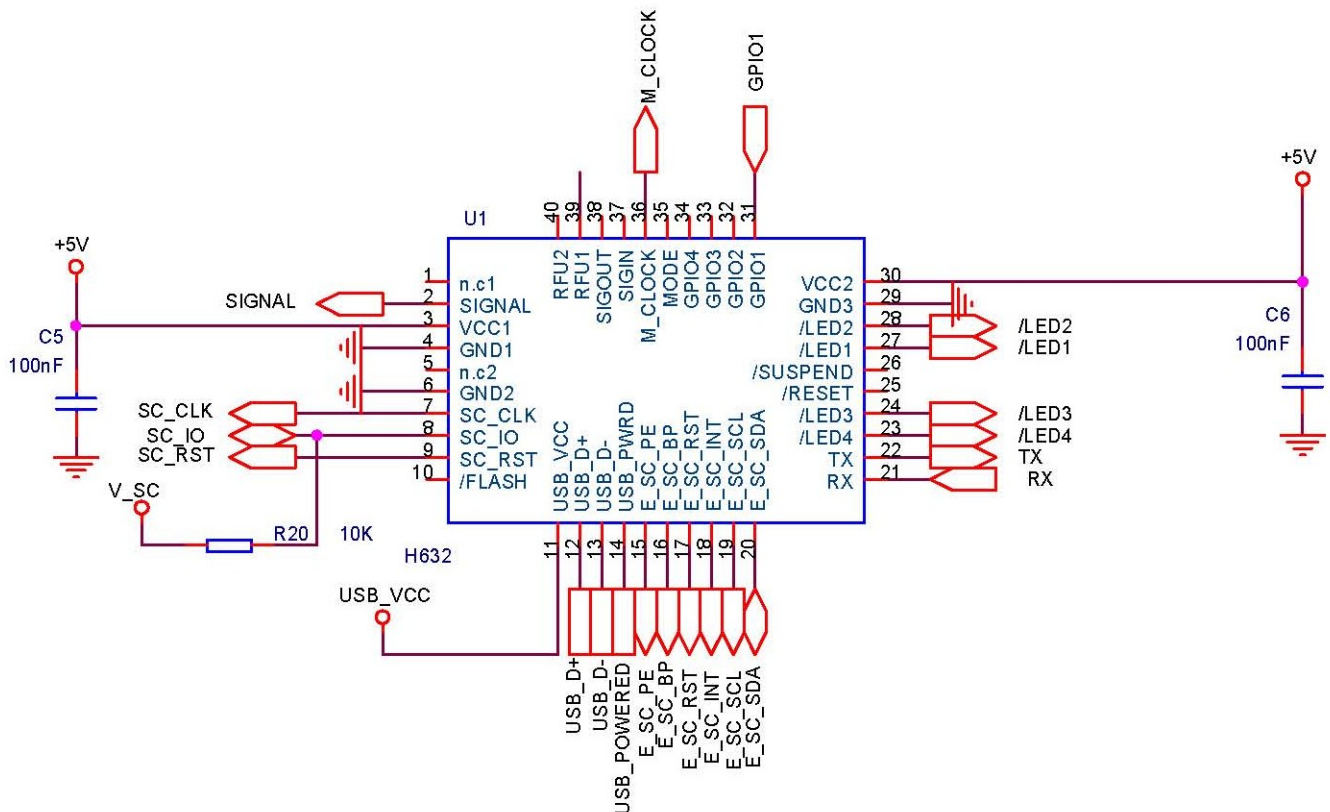 M_CLOCK
GPIO1
+5V
U1
40
39
38
37
36
35
34
33
32
31
RFU2
RFU1
SIGOUT
SIGIN
M_CLOCK
MODE
GPIO4
GPIO3
GPIO2
GPIO1
+5V
1 n.c1
SIGNAL 2 SIGNAL
3 VCC1
4 GND1
5 n.c2
6 GND2
SC_CLK 7 SC_CLK
SC_IO 8 SC_IO
SC_RST 9 SC_RST
10 /FLASH
C5
100nF
VCC2 30
GND3 29
/LED2 28 /LED2
/LED1 27 /LED1
/SUSPEND 26
/RESET 25
/LED3 24 /LED3
/LED4 23 /LED4
TX 22 TX
RX 21 RX
C6
100nF
V_SC
R20 10K
H632
USB_VCC
USB_VCC
USB_D+
USB_D-
USB_PWRD
E_SC_PE
E_SC_BP
E_SC_RST
E_SC_INT
E_SC_SCL
E_SC_SDA
11
12
13
14
15
16
17
18
19
20
USB_D+
USB_D-
USB_POWERED
E_SC_PE
E_SC_BP
E_SC_RST
E_SC_INT
E_SC_SCL
E_SC_SDA